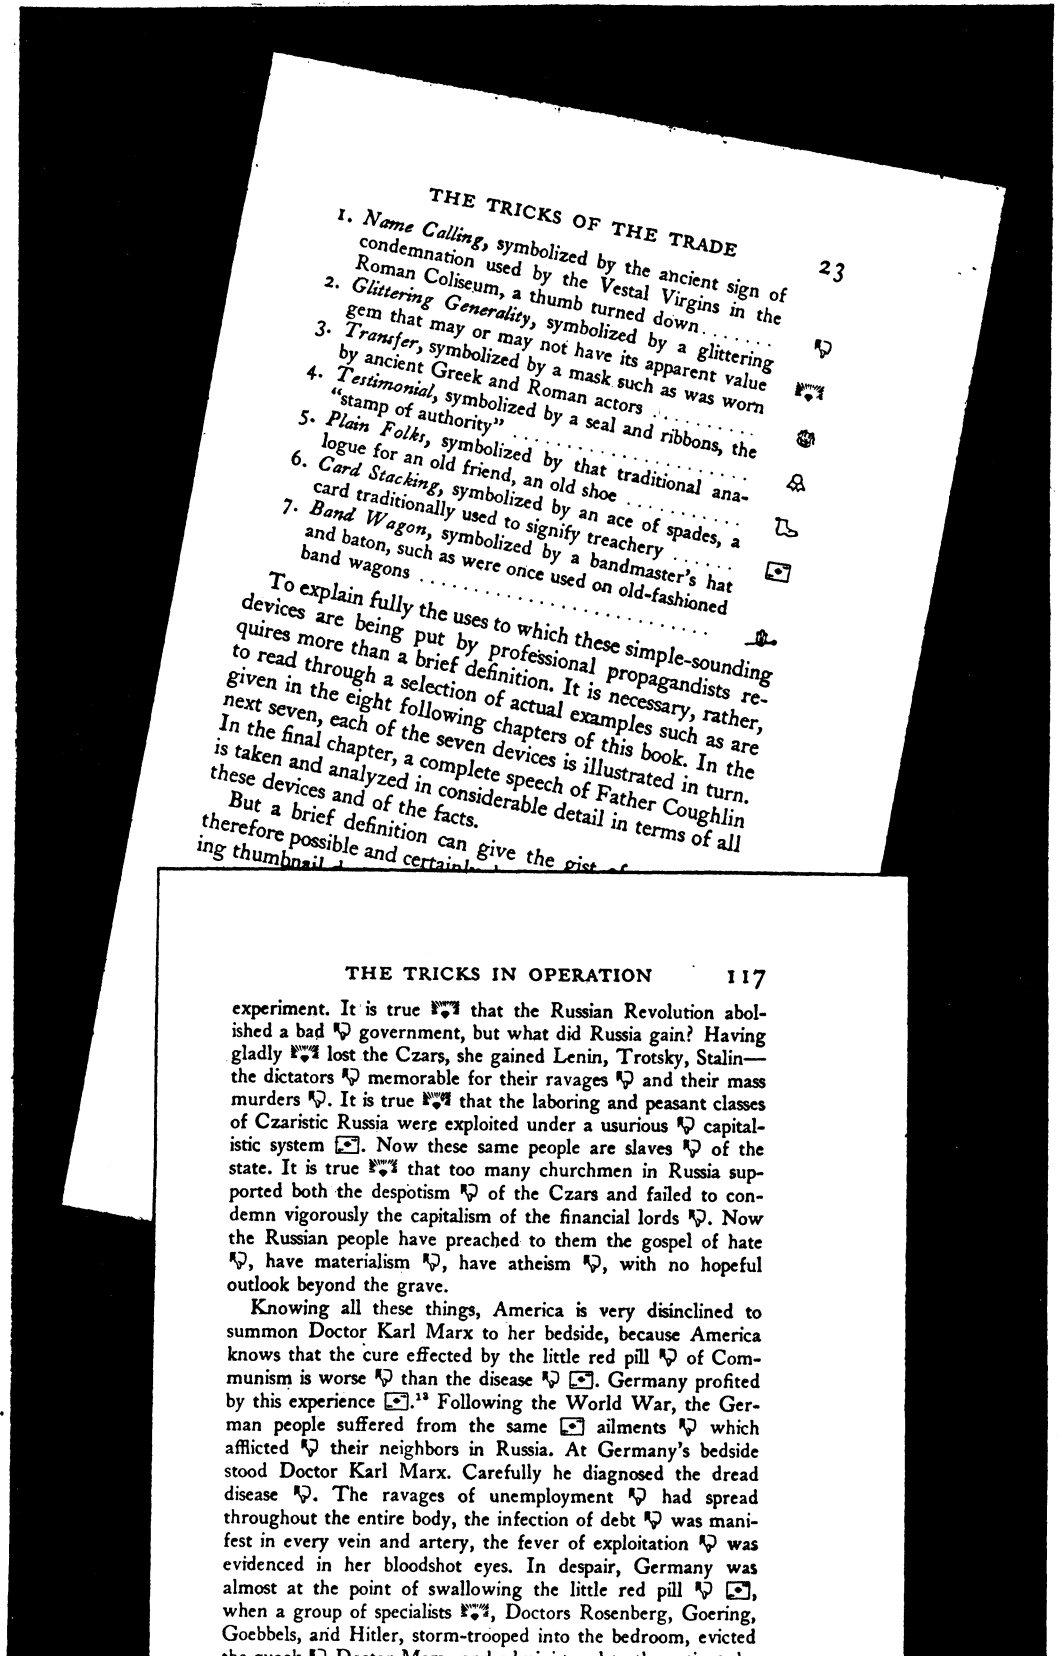 THE TRICKS OF THE TRADE 23
1. Name Calling, symbolized by the ancient sign of
condemnation used by the Vestal Virgins in the
Roman Coliseum, a thumb turned down . . . . . . .
2. Glittering Generality, symbolized by a glittering
gem that may or may not have its apparent value
3. Transfer, symbolized by a mask such as was worn
by ancient Greek and Roman actors . . . . . . . . . .
4. Testimonial, symbolized by a seal and ribbons, the
"stamp of authority" . . . . . . . . . . . . . . . . . . . . . . .
5. Plain Folks, symbolized by that traditional ana-
logue for an old friend, an old shoe . . . . . . . . . . .
6. Card Stacking, symbolized by an ace of spades, a
card traditionally used to signify treachery . . . . . .
7. Band Wagon, symbolized by a bandmaster's hat
and baton, such as were once used on old-fashioned
band wagons . . . . . . . . . . . . . . . . . . . . . . . . . . .
To explain fully the uses to which these simple-sounding
devices are being put by professional propagandists re-
quires more than a brief definition. It is necessary, rather,
to read through a selection of actual examples such as are
given in the eight following chapters of this book. In the
next seven, each of the seven devices is illustrated in turn.
In the final chapter, a complete speech of Father Coughlin
is taken and analyzed in considerable detail in terms of all
these devices and of the facts.
But a brief definition can give the gist of
therefore possible and certainly
ing thumbnail
THE TRICKS IN OPERATION 117
experiment. It is true that the Russian Revolution abol-
ished a bad government, but what did Russia gain? Having
gladly lost the Czars, she gained Lenin, Trotsky, Stalin—
the dictators memorable for their ravages and their mass
murders . It is true that the laboring and peasant classes
of Czaristic Russia were exploited under a usurious capital-
istic system . Now these same people are slaves of the
state. It is true that too many churchmen in Russia sup-
ported both the despotism of the Czars and failed to con-
demn vigorously the capitalism of the financial lords . Now
the Russian people have preached to them the gospel of hate
, have materialism , have atheism , with no hopeful
outlook beyond the grave.
Knowing all these things, America is very disinclined to
summon Doctor Karl Marx to her bedside, because America
knows that the cure effected by the little red pill of Com-
munism is worse than the disease . Germany profited
by this experience .¹³ Following the World War, the Ger-
man people suffered from the same ailments which
afflicted their neighbors in Russia. At Germany's bedside
stood Doctor Karl Marx. Carefully he diagnosed the dread
disease . The ravages of unemployment had spread
throughout the entire body, the infection of debt was mani-
fest in every vein and artery, the fever of exploitation was
evidenced in her bloodshot eyes. In despair, Germany was
almost at the point of swallowing the little red pill ,
when a group of specialists , Doctors Rosenberg, Goering,
Goebbels, and Hitler, storm-trooped into the bedroom, evicted